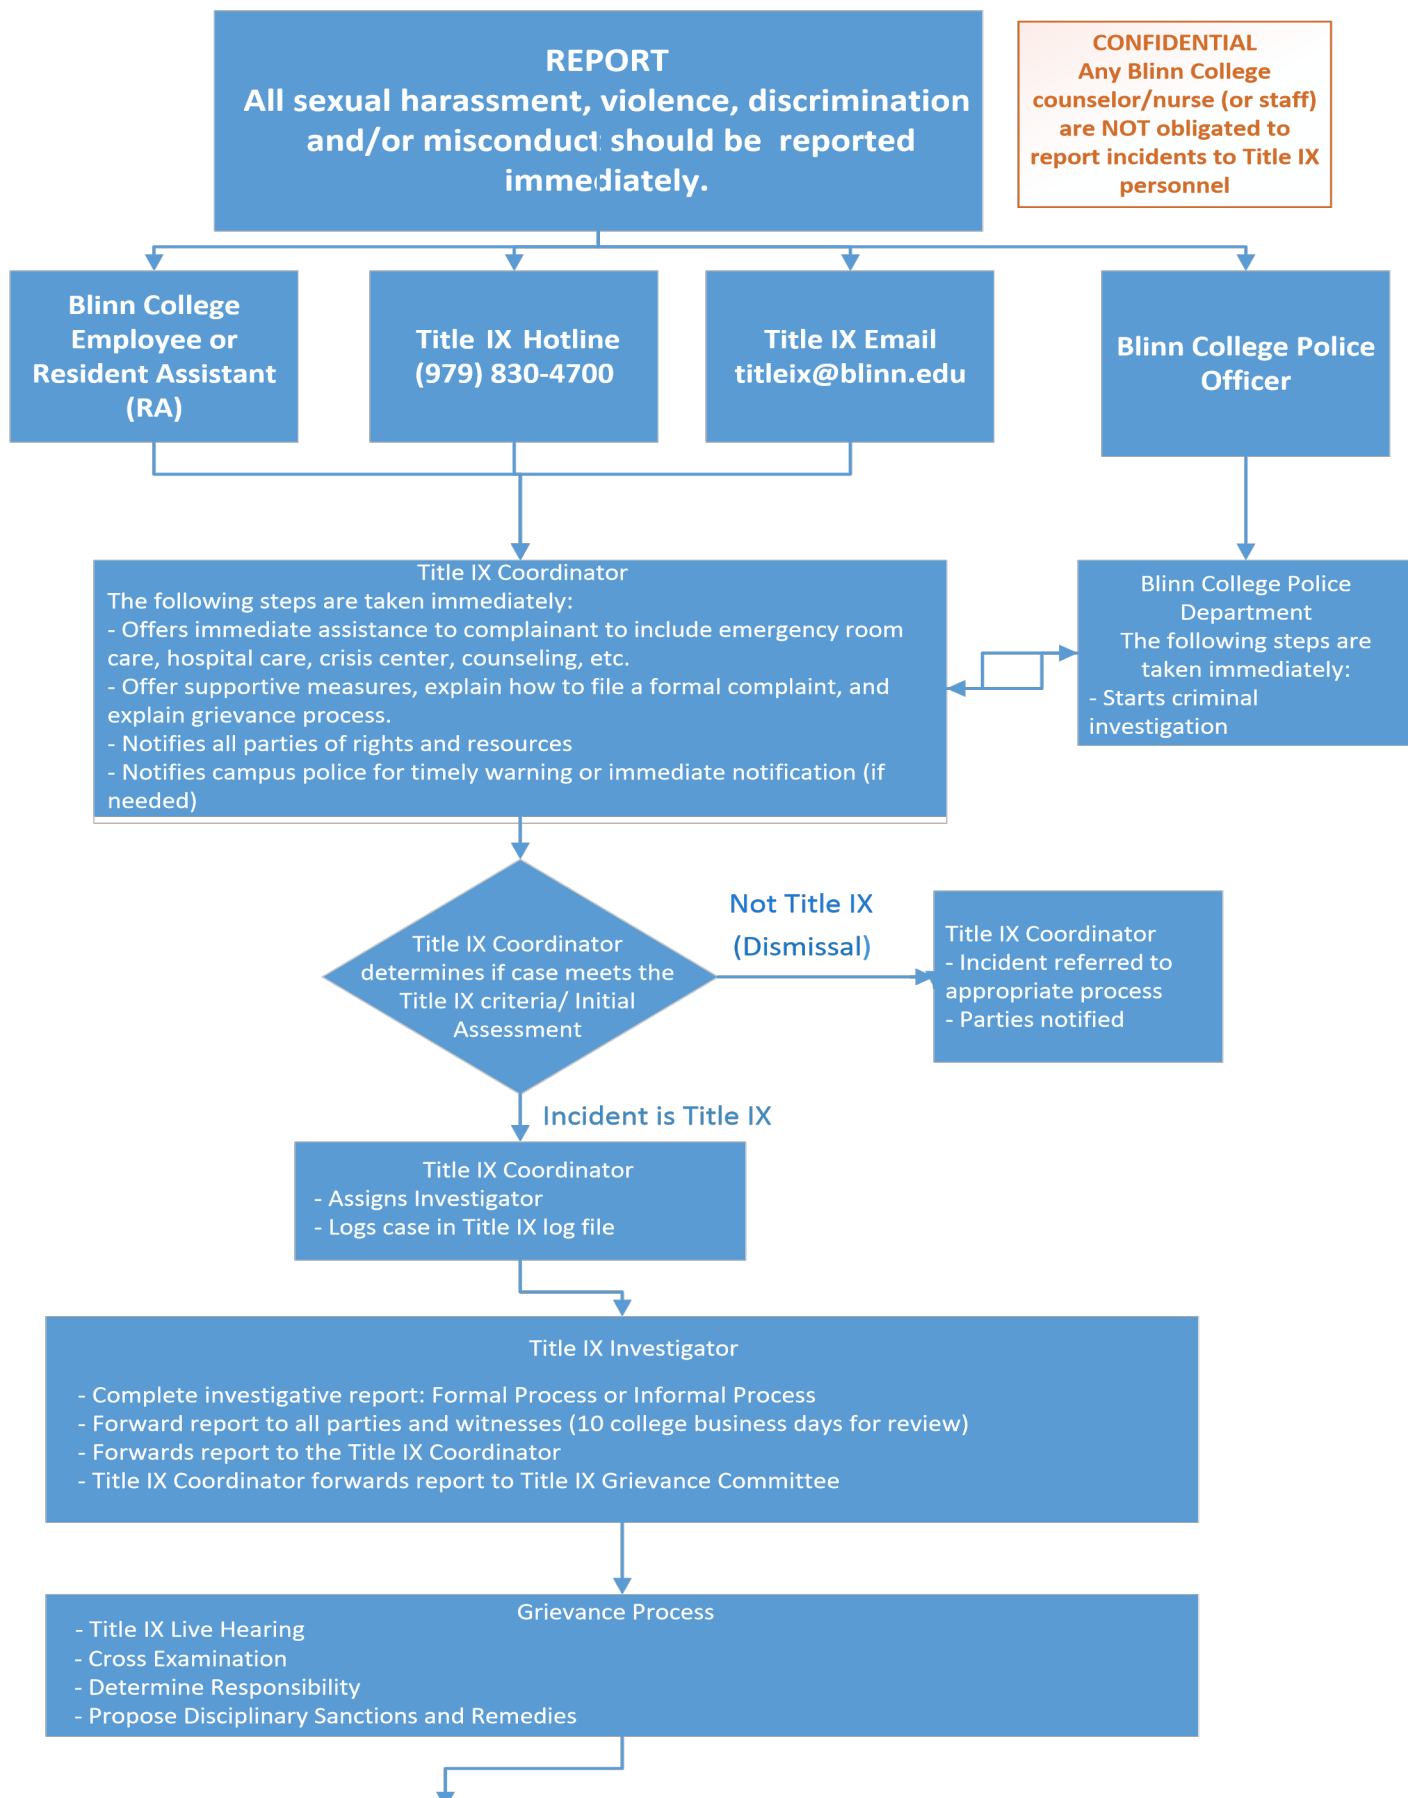 REPORT
All sexual harassment, violence, discrimination
and/or misconduct should be reported
immediately.
CONFIDENTIAL
Any Blinn College
counselor/nurse (or staff)
are NOT obligated to
report incidents to Title IX
personnel
Blinn College
Employee or
Resident Assistant
(RA)
Title IX Hotline
(979) 830-4700
Title IX Email
titleix@blinn.edu
Blinn College Police
Officer
Title IX Coordinator
The following steps are taken immediately:
- Offers immediate assistance to complainant to include emergency room
care, hospital care, crisis center, counseling, etc.
- Offer supportive measures, explain how to file a formal complaint, and
explain grievance process.
- Notifies all parties of rights and resources
- Notifies campus police for timely warning or immediate notification (if
needed)
Blinn College Police
Department
The following steps are
taken immediately:
- Starts criminal
investigation
Title IX Coordinator
determines if case meets the
Title IX criteria/ Initial
Assessment
Not Title IX
(Dismissal)
Title IX Coordinator
- Incident referred to
appropriate process
- Parties notified
Incident is Title IX
Title IX Coordinator
- Assigns Investigator
- Logs case in Title IX log file
Title IX Investigator
- Complete investigative report: Formal Process or Informal Process
- Forward report to all parties and witnesses (10 college business days for review)
- Forwards report to the Title IX Coordinator
- Title IX Coordinator forwards report to Title IX Grievance Committee
Grievance Process
- Title IX Live Hearing
- Cross Examination
- Determine Responsibility
- Propose Disciplinary Sanctions and Remedies